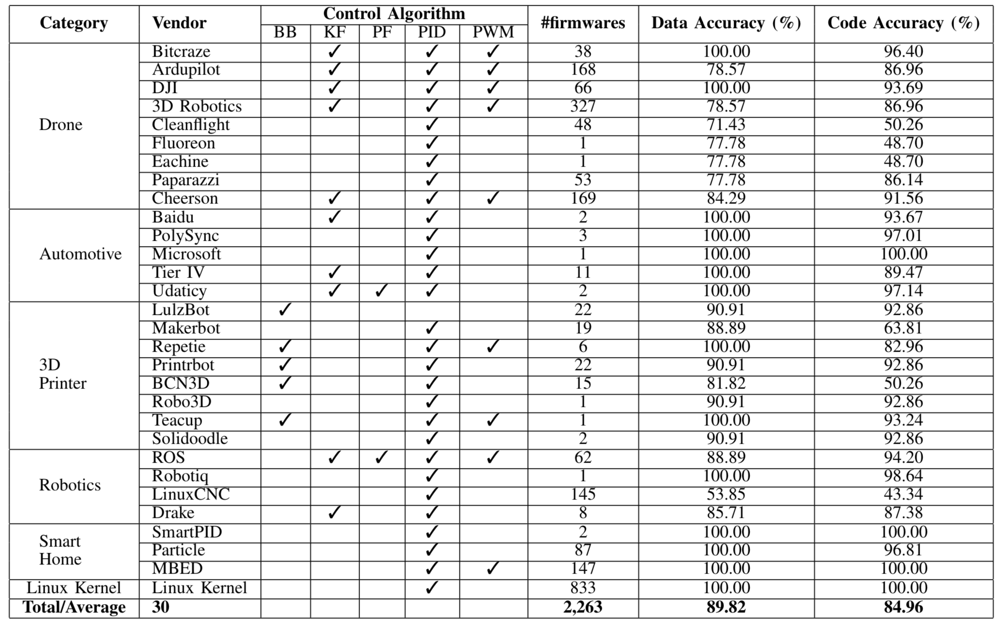 Category Vendor Control Algorithm #firmwares Data Accuracy (%) Code Accuracy (%)
BB KF PF PID PWM
Drone Bitcraze ✓ ✓ ✓ 38 100.00 96.40
Ardupilot ✓ ✓ ✓ 168 78.57 86.96
DJI ✓ ✓ ✓ 66 100.00 93.69
3D Robotics ✓ ✓ ✓ 327 78.57 86.96
Cleanflight ✓ 48 71.43 50.26
Fluoreon ✓ 1 77.78 48.70
Eachine ✓ 1 77.78 48.70
Paparazzi ✓ 53 77.78 86.14
Cheerson ✓ ✓ ✓ 169 84.29 91.56
Automotive Baidu ✓ ✓ 2 100.00 93.67
PolySync ✓ 3 100.00 97.01
Microsoft ✓ 1 100.00 100.00
Tier IV ✓ ✓ 11 100.00 89.47
Udaticy ✓ ✓ ✓ 2 100.00 97.14
3D Printer LulzBot ✓ 22 90.91 92.86
Makerbot ✓ 19 88.89 63.81
Repetie ✓ ✓ ✓ 6 100.00 82.96
Printrbot ✓ ✓ 22 90.91 92.86
BCN3D ✓ ✓ 15 81.82 50.26
Robo3D ✓ 1 90.91 92.86
Teacup ✓ ✓ ✓ 1 100.00 93.24
Solidoodle ✓ 2 90.91 92.86
Robotics ROS ✓ ✓ ✓ ✓ 62 88.89 94.20
Robotiq ✓ 1 100.00 98.64
LinuxCNC ✓ 145 53.85 43.34
Drake ✓ ✓ 8 85.71 87.38
Smart Home SmartPID ✓ 2 100.00 100.00
Particle ✓ 87 100.00 96.81
MBED ✓ ✓ 147 100.00 100.00
Linux Kernel Linux Kernel ✓ 833 100.00 100.00
Total/Average 30 2,263 89.82 84.96